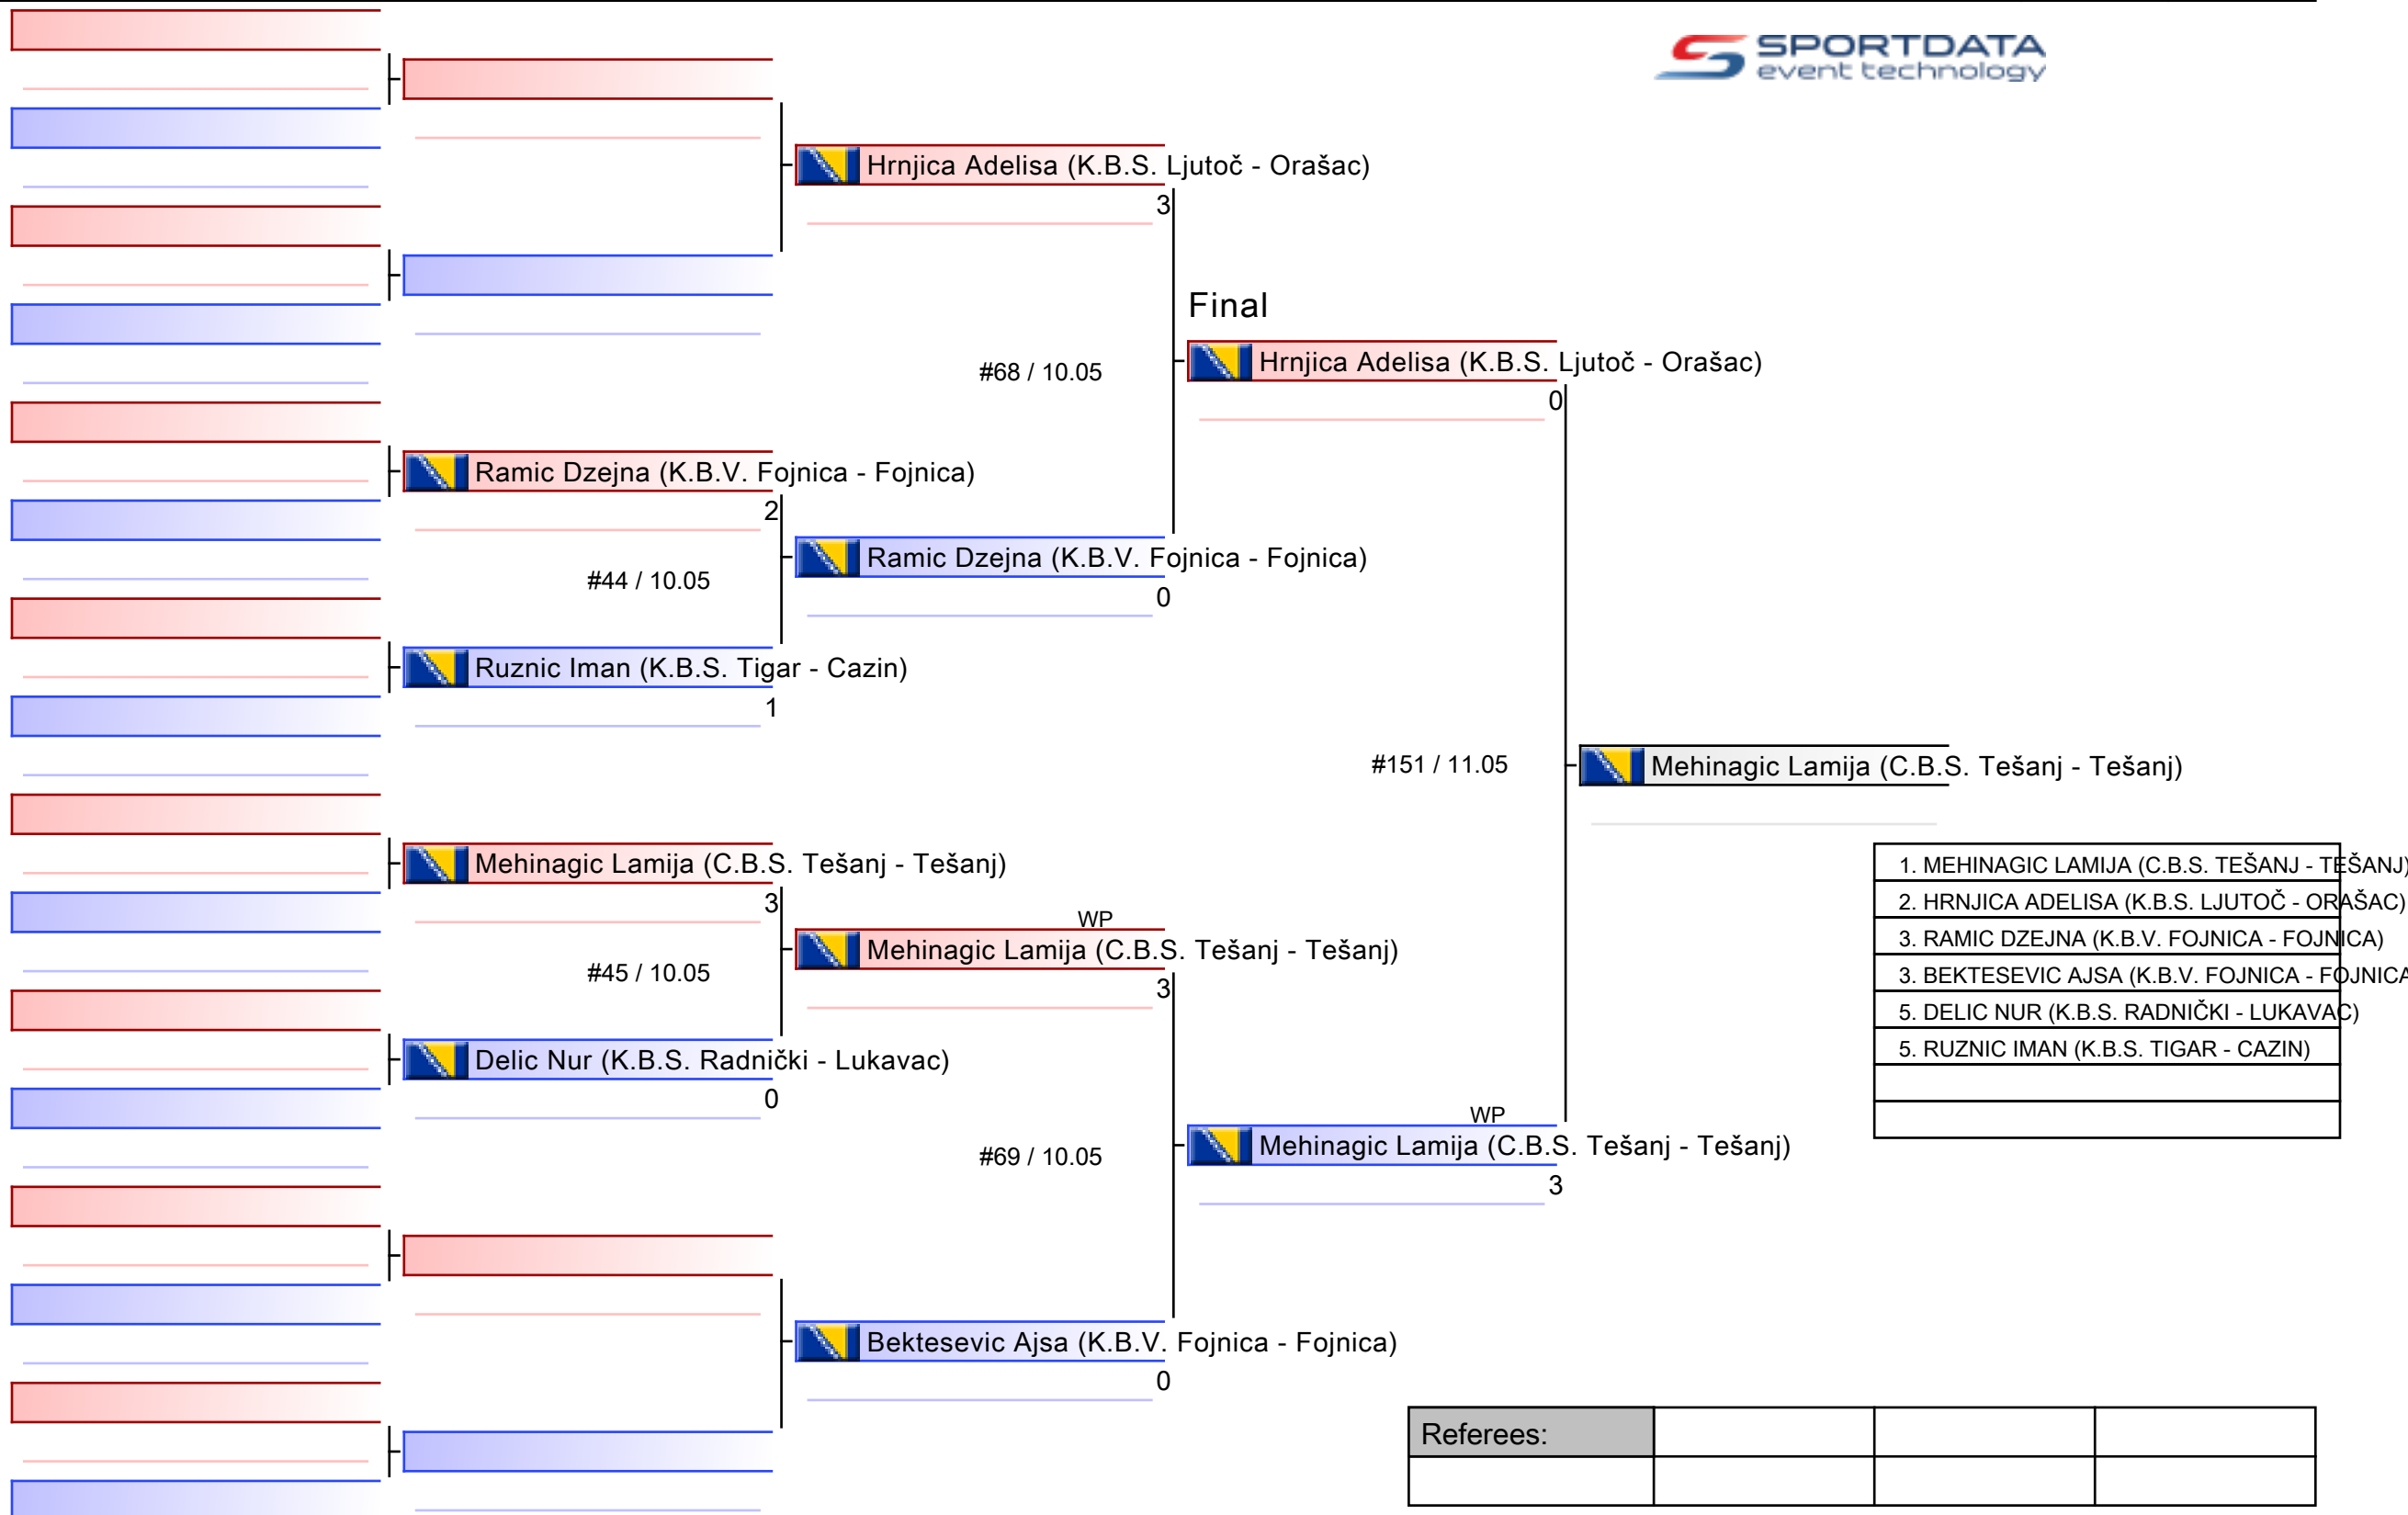 SPORTDATA
event technology
Hrnjica Adelisa (K.B.S. Ljutoč - Orašac)
3
Final
#68 / 10.05
Hrnjica Adelisa (K.B.S. Ljutoč - Orašac)
0
Ramic Dzejna (K.B.V. Fojnica - Fojnica)
2
#44 / 10.05
Ramic Dzejna (K.B.V. Fojnica - Fojnica)
0
Ruznic Iman (K.B.S. Tigar - Cazin)
1
#151 / 11.05
Mehinagic Lamija (C.B.S. Tešanj - Tešanj)
Mehinagic Lamija (C.B.S. Tešanj - Tešanj)
3
WP
#45 / 10.05
Mehinagic Lamija (C.B.S. Tešanj - Tešanj)
3
Delic Nur (K.B.S. Radnički - Lukavac)
0
WP
#69 / 10.05
Mehinagic Lamija (C.B.S. Tešanj - Tešanj)
3
Bektesevic Ajsa (K.B.V. Fojnica - Fojnica)
0
1. MEHINAGIC LAMIJA (C.B.S. TEŠANJ - TEŠANJ)
2. HRNJICA ADELISA (K.B.S. LJUTOČ - ORAŠAC)
3. RAMIC DZEJNA (K.B.V. FOJNICA - FOJNICA)
3. BEKTESEVIC AJSA (K.B.V. FOJNICA - FOJNICA
5. DELIC NUR (K.B.S. RADNIČKI - LUKAVAC)
5. RUZNIC IMAN (K.B.S. TIGAR - CAZIN)
Referees: